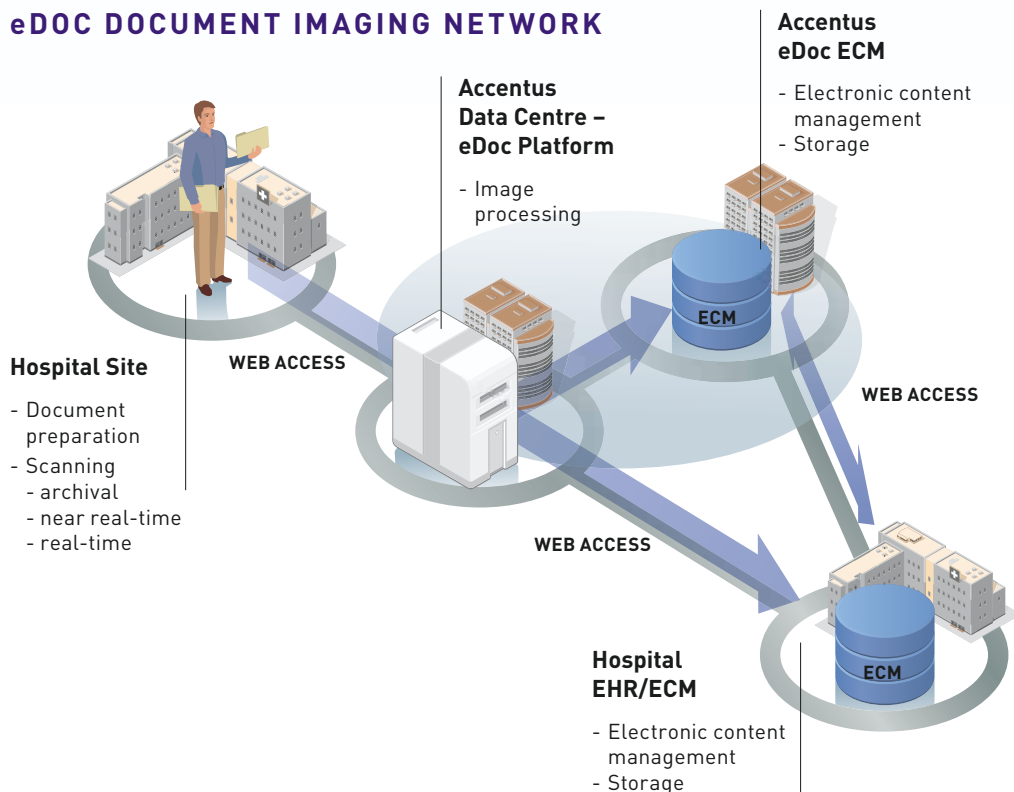 eDOC DOCUMENT IMAGING NETWORK
Accentus
eDoc ECM
- Electronic content
management
- Storage
Accentus
Data Centre –
eDoc Platform
- Image
processing
ECM
Hospital Site
- Document
preparation
- Scanning
- archival
- near real-time
- real-time
WEB ACCESS
WEB ACCESS
WEB ACCESS
Hospital
EHR/ECM
- Electronic content
management
- Storage
ECM